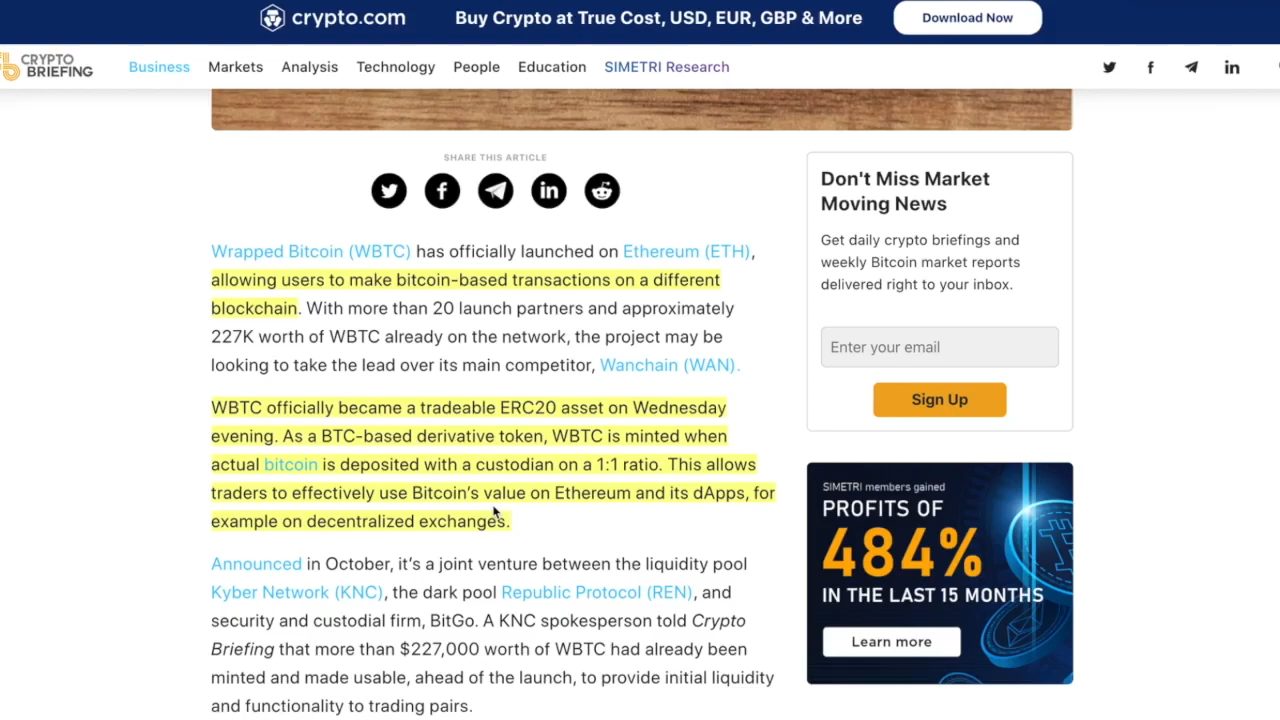 crypto.com
Buy Crypto at True Cost, USD, EUR, GBP & More
Download Now
CRYPTO
BRIEFING
Business Markets Analysis Technology People Education SIMETRI Research
SHARE THIS ARTICLE
Wrapped Bitcoin (WBTC) has officially launched on Ethereum (ETH),
allowing users to make bitcoin-based transactions on a different
blockchain. With more than 20 launch partners and approximately
227K worth of WBTC already on the network, the project may be
looking to take the lead over its main competitor, Wanchain (WAN).
WBTC officially became a tradeable ERC20 asset on Wednesday
evening. As a BTC-based derivative token, WBTC is minted when
actual bitcoin is deposited with a custodian on a 1:1 ratio. This allows
traders to effectively use Bitcoin's value on Ethereum and its dApps, for
example on decentralized exchanges.
Announced in October, it's a joint venture between the liquidity pool
Kyber Network (KNC), the dark pool Republic Protocol (REN), and
security and custodial firm, BitGo. A KNC spokesperson told Crypto
Briefing that more than $227,000 worth of WBTC had already been
minted and made usable, ahead of the launch, to provide initial liquidity
and functionality to trading pairs.
Don't Miss Market
Moving News
Get daily crypto briefings and
weekly Bitcoin market reports
delivered right to your inbox.
Enter your email
Sign Up
SIMETRI members gained
PROFITS OF
484%
IN THE LAST 15 MONTHS
Learn more